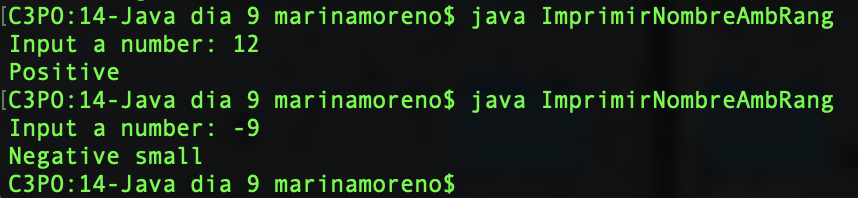 [C3PO:14-Java dia 9 marinamoreno$ java ImprimirNombreAmbRang
Input a number: 12
Positive
[C3PO:14-Java dia 9 marinamoreno$ java ImprimirNombreAmbRang
Input a number: -9
Negative small
C3PO:14-Java dia 9 marinamoreno$